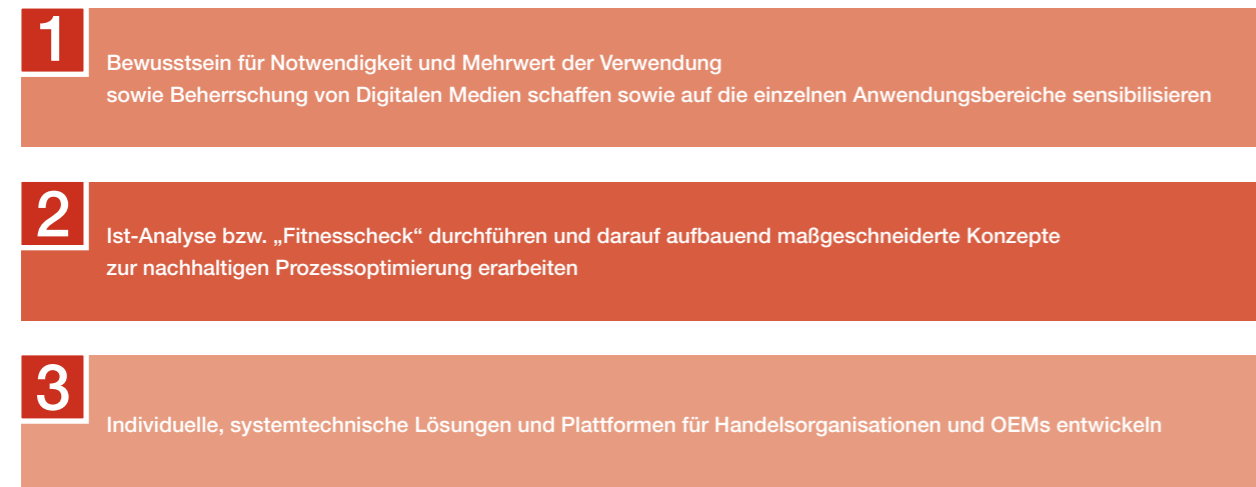 1
Bewusstsein für Notwendigkeit und Mehrwert der Verwendung
sowie Beherrschung von Digitalen Medien schaffen sowie auf die einzelnen Anwendungsbereiche sensibilisieren
2
Ist-Analyse bzw. „Fitnesscheck“ durchführen und darauf aufbauend maßgeschneiderte Konzepte
zur nachhaltigen Prozessoptimierung erarbeiten
3
Individuelle, systemtechnische Lösungen und Plattformen für Handelsorganisationen und OEMs entwickeln